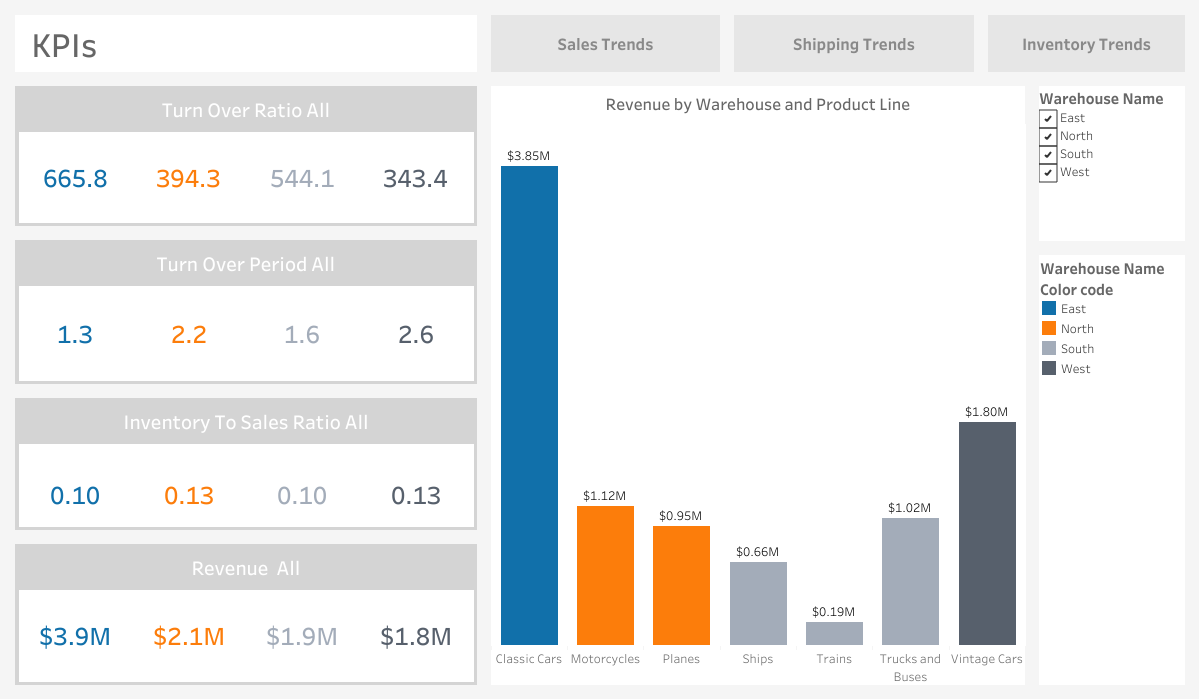 KPIs
Sales Trends
Shipping Trends
Inventory Trends
Turn Over Ratio All
665.8 394.3 544.1 343.4
Turn Over Period All
1.3 2.2 1.6 2.6
Inventory To Sales Ratio All
0.10 0.13 0.10 0.13
Revenue All
$3.9M $2.1M $1.9M $1.8M
Revenue by Warehouse and Product Line
$3.85M
$1.12M
$0.95M
$0.66M
$0.19M
$1.02M
$1.80M
Classic Cars
Motorcycles
Planes
Ships
Trains
Trucks and
Buses
Vintage Cars
Warehouse Name
East
North
South
West
Warehouse Name
Color code
East
North
South
West